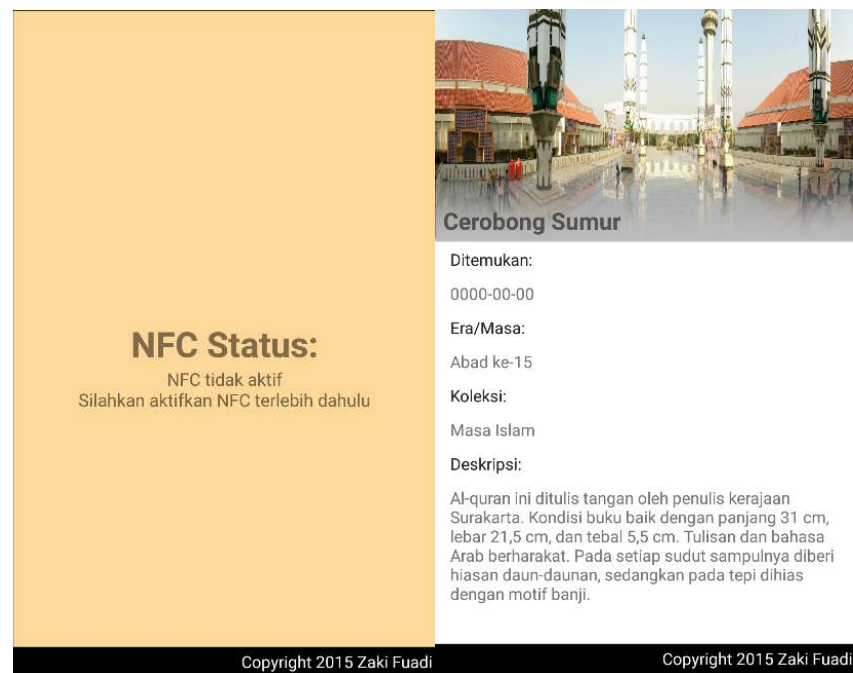 NFC Status:
NFC tidak aktif
Silahkan aktifkan NFC terlebih dahulu
Copyright 2015 Zaki Fuadi
Cerobong Sumur
Ditemukan:
0000-00-00
Era/Masa:
Abad ke-15
Koleksi:
Masa Islam
Deskripsi:
Al-quran ini ditulis tangan oleh penulis kerajaan
Surakarta. Kondisi buku baik dengan panjang 31 cm,
lebar 21,5 cm, dan tebal 5,5 cm. Tulisan dan bahasa
Arab berharakat. Pada setiap sudut sampulnya diberi
hiasan daun-daunan, sedangkan pada tepi dihias
dengan motif banji.
Copyright 2015 Zaki Fuadi